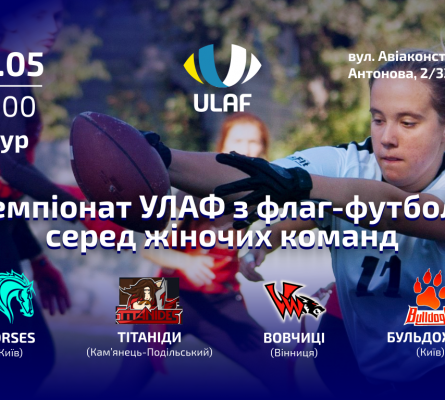 .05
:00
ур
ULAF
вул. Авіаконст
Антонова, 2/3
емпіонат УЛАФ з флаг-футбол
серед жіночих команд
ORSES
ТІТАНІДИ
ВОВЧИЦІ
Bulldogs
БУЛЬДОЖ
Київ)
(Кам'янець-Подільський)
(Вінниця)
(Київ)